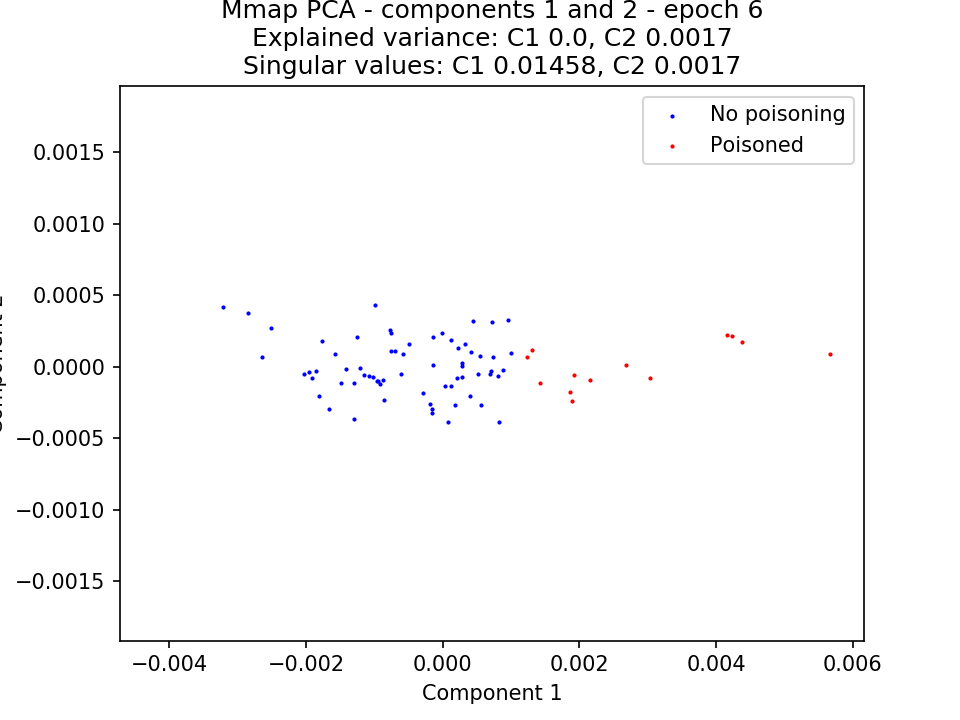 Mmap PCA - components 1 and 2 - epoch 6
Explained variance: C1 0.0, C2 0.0017
Singular values: C1 0.01458, C2 0.0017
No poisoning
Poisoned
0.0015
0.0010
0.0005
0.0000
−0.0005
−0.0010
−0.0015
−0.004 −0.002 0.000 0.002 0.004 0.006
Component 1